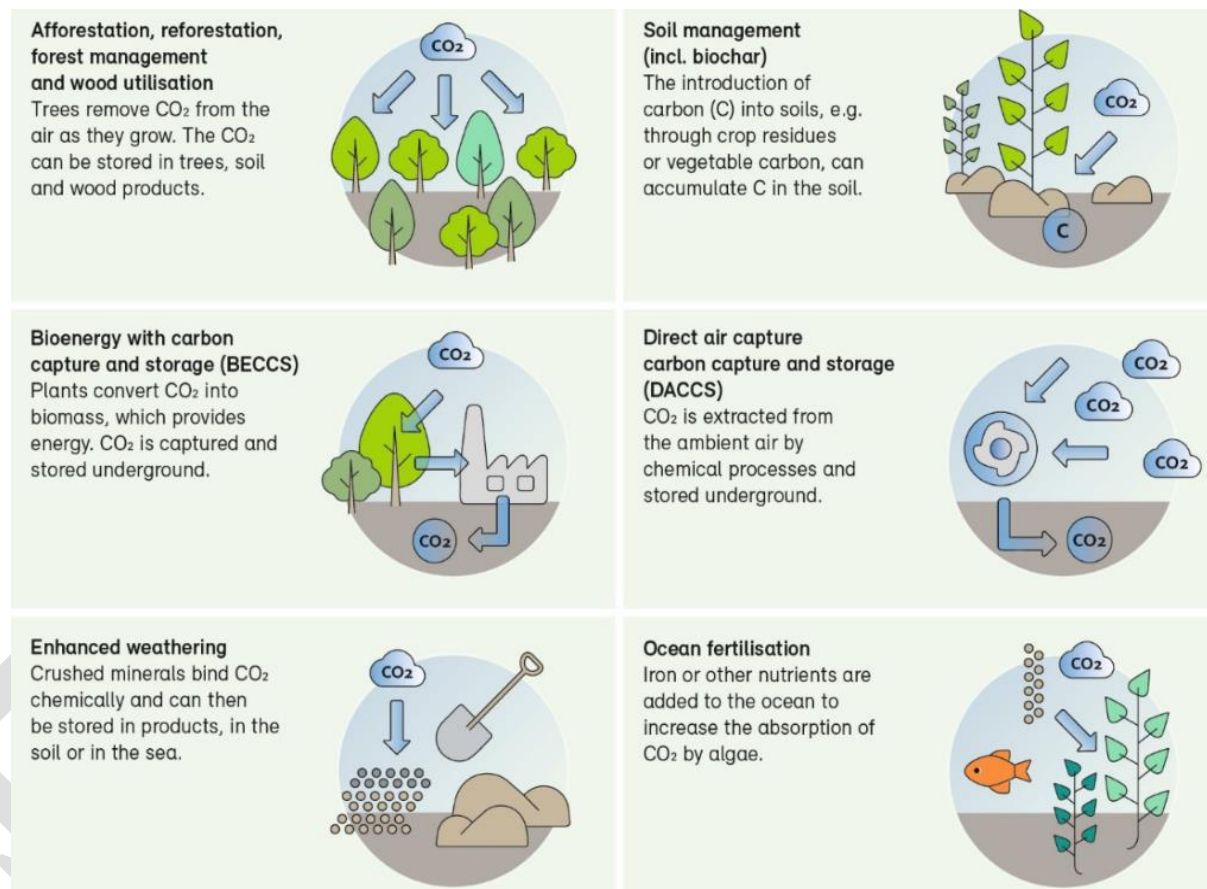 Afforestation, reforestation,
forest management
and wood utilisation
Trees remove CO₂ from the
air as they grow. The CO₂
can be stored in trees, soil
and wood products.
CO₂
Soil management
(incl. biochar)
The introduction of
carbon (C) into soils, e.g.
through crop residues
or vegetable carbon, can
accumulate C in the soil.
CO₂
C
Bioenergy with carbon
capture and storage (BECCS)
Plants convert CO₂ into
biomass, which provides
energy. CO₂ is captured and
stored underground.
CO₂
CO₂
Direct air capture
carbon capture and storage
(DACCS)
CO₂ is extracted from
the ambient air by
chemical processes and
stored underground.
CO₂
CO₂
CO₂
CO₂
Enhanced weathering
Crushed minerals bind CO₂
chemically and can then
be stored in products, in the
soil or in the sea.
CO₂
Ocean fertilisation
Iron or other nutrients are
added to the ocean to
increase the absorption of
CO₂ by algae.
CO₂